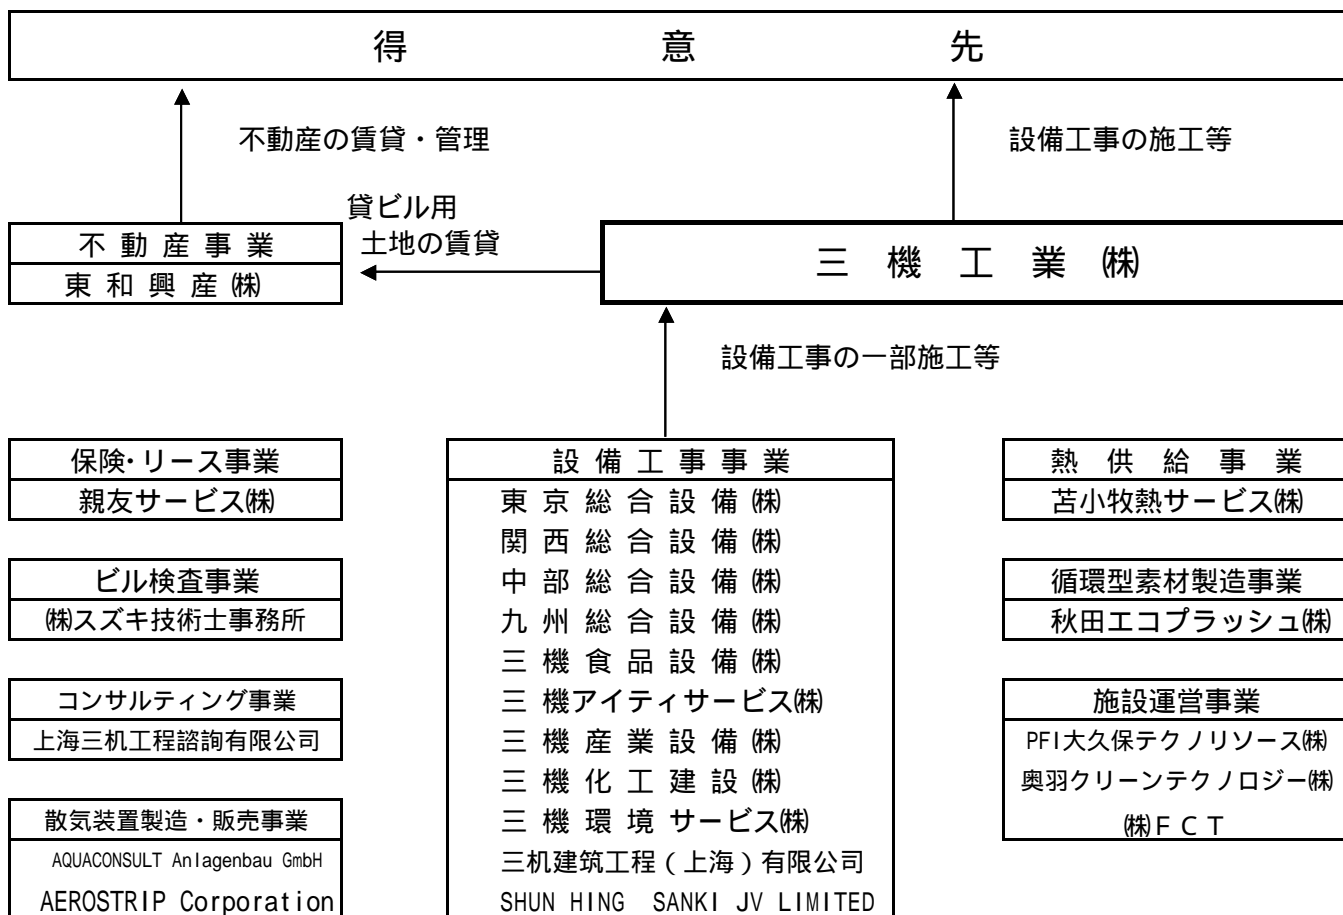 得意先
不動産の賃貸・管理
設備工事の施工等
貸ビル用
土地の賃貸
不動産事業
東和興産㈱
三機工業㈱
設備工事の一部施工等
保険・リース事業
親友サービス㈱
ビル検査事業
㈱スズキ技術士事務所
コンサルティング事業
上海三机工程諮詢有限公司
散気装置製造・販売事業
AQUACONSULT Anlagenbau GmbH
AEROSTRIP Corporation
設備工事事業
東京総合設備㈱
関西総合設備㈱
中部総合設備㈱
九州総合設備㈱
三機食品設備㈱
三機アイティサービス㈱
三機産業設備㈱
三機化工建設㈱
三機環境サービス㈱
三机建筑工程(上海)有限公司
SHUN HING SANKI JV LIMITED
熱供給事業
苫小牧熱サービス㈱
循環型素材製造事業
秋田エコプラッシュ㈱
施設運営事業
PFI大久保テクノリソース㈱
奥羽クリーンテクノロジー㈱
㈱FCT